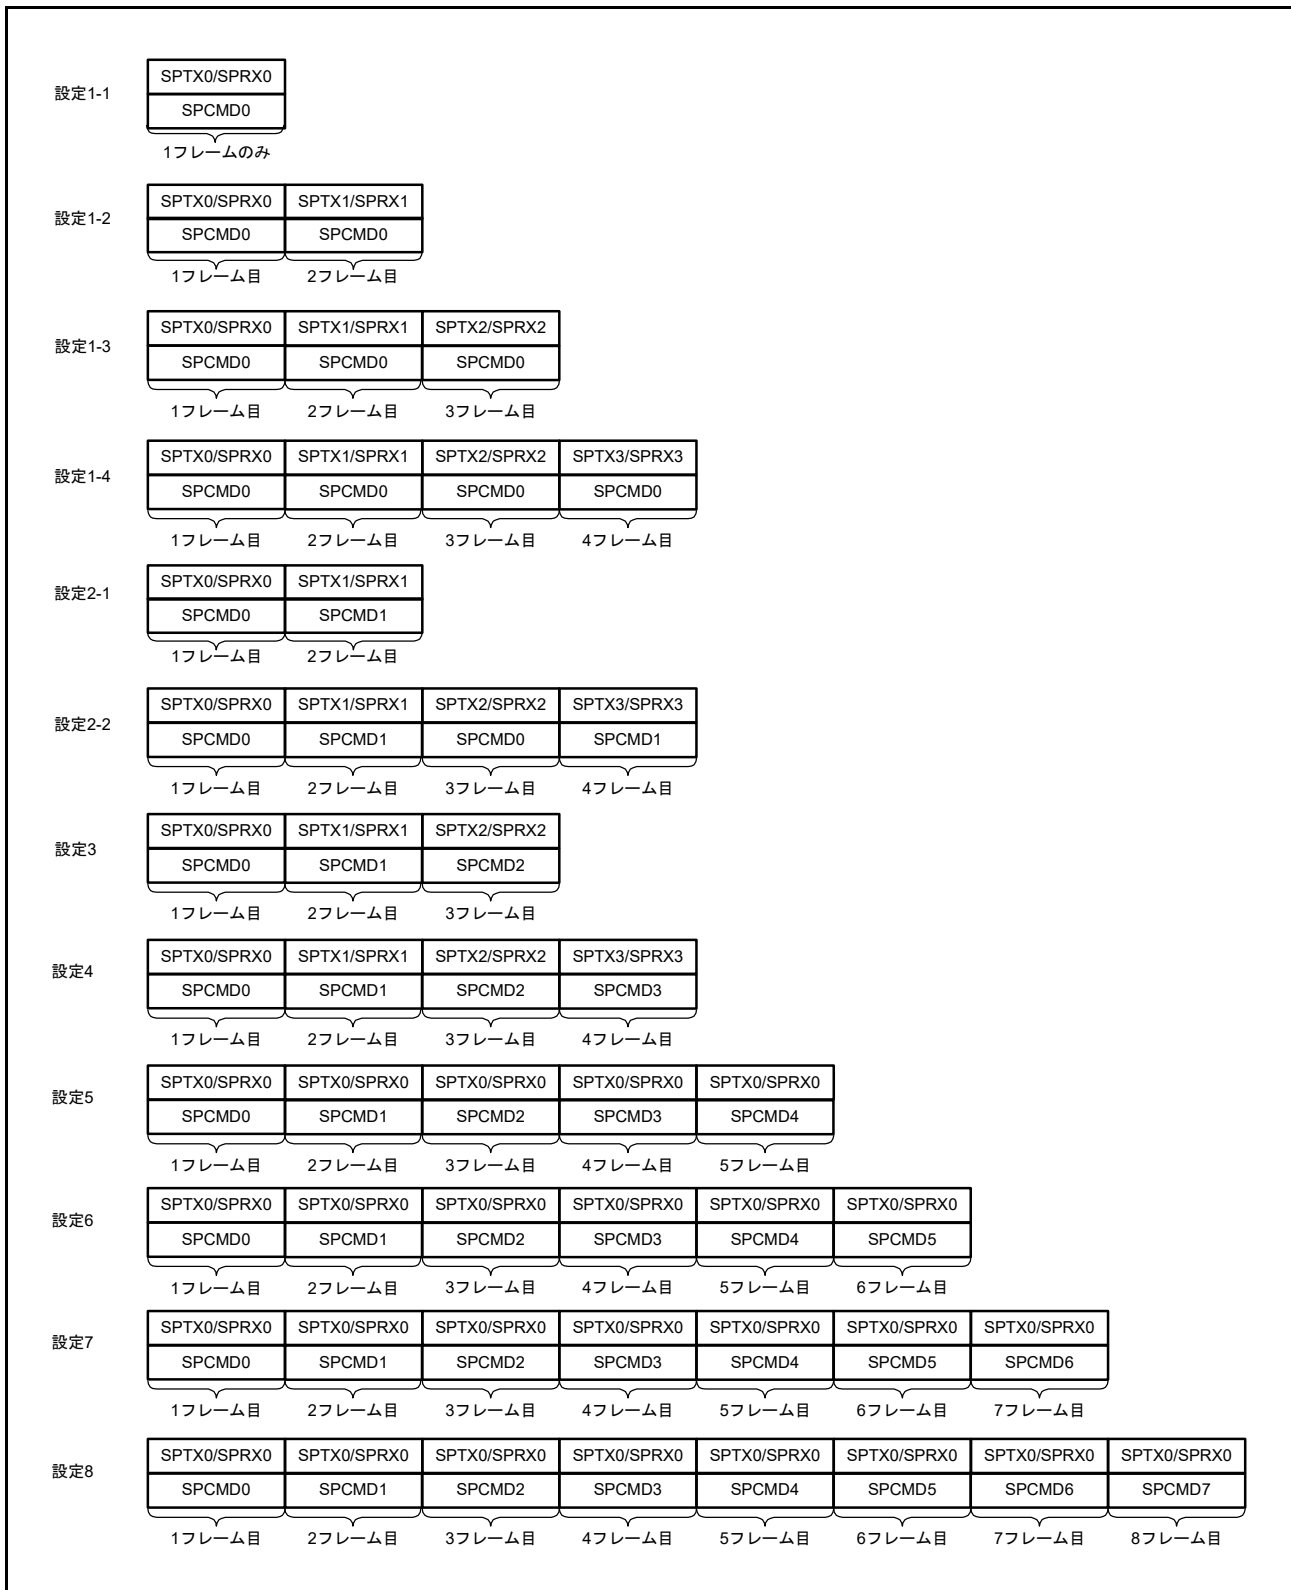 設定1-1
SPTX0/SPRX0
SPCMD0
1フレームのみ
設定1-2
SPTX0/SPRX0 SPTX1/SPRX1
SPCMD0 SPCMD0
1フレーム目 2フレーム目
設定1-3
SPTX0/SPRX0 SPTX1/SPRX1 SPTX2/SPRX2
SPCMD0 SPCMD0 SPCMD0
1フレーム目 2フレーム目 3フレーム目
設定1-4
SPTX0/SPRX0 SPTX1/SPRX1 SPTX2/SPRX2 SPTX3/SPRX3
SPCMD0 SPCMD0 SPCMD0 SPCMD0
1フレーム目 2フレーム目 3フレーム目 4フレーム目
設定2-1
SPTX0/SPRX0 SPTX1/SPRX1
SPCMD0 SPCMD1
1フレーム目 2フレーム目
設定2-2
SPTX0/SPRX0 SPTX1/SPRX1 SPTX2/SPRX2 SPTX3/SPRX3
SPCMD0 SPCMD1 SPCMD0 SPCMD1
1フレーム目 2フレーム目 3フレーム目 4フレーム目
設定3
SPTX0/SPRX0 SPTX1/SPRX1 SPTX2/SPRX2
SPCMD0 SPCMD1 SPCMD2
1フレーム目 2フレーム目 3フレーム目
設定4
SPTX0/SPRX0 SPTX1/SPRX1 SPTX2/SPRX2 SPTX3/SPRX3
SPCMD0 SPCMD1 SPCMD2 SPCMD3
1フレーム目 2フレーム目 3フレーム目 4フレーム目
設定5
SPTX0/SPRX0 SPTX0/SPRX0 SPTX0/SPRX0 SPTX0/SPRX0 SPTX0/SPRX0
SPCMD0 SPCMD1 SPCMD2 SPCMD3 SPCMD4
1フレーム目 2フレーム目 3フレーム目 4フレーム目 5フレーム目
設定6
SPTX0/SPRX0 SPTX0/SPRX0 SPTX0/SPRX0 SPTX0/SPRX0 SPTX0/SPRX0 SPTX0/SPRX0
SPCMD0 SPCMD1 SPCMD2 SPCMD3 SPCMD4 SPCMD5
1フレーム目 2フレーム目 3フレーム目 4フレーム目 5フレーム目 6フレーム目
設定7
SPTX0/SPRX0 SPTX0/SPRX0 SPTX0/SPRX0 SPTX0/SPRX0 SPTX0/SPRX0 SPTX0/SPRX0 SPTX0/SPRX0
SPCMD0 SPCMD1 SPCMD2 SPCMD3 SPCMD4 SPCMD5 SPCMD6
1フレーム目 2フレーム目 3フレーム目 4フレーム目 5フレーム目 6フレーム目 7フレーム目
設定8
SPTX0/SPRX0 SPTX0/SPRX0 SPTX0/SPRX0 SPTX0/SPRX0 SPTX0/SPRX0 SPTX0/SPRX0 SPTX0/SPRX0 SPTX0/SPRX0
SPCMD0 SPCMD1 SPCMD2 SPCMD3 SPCMD4 SPCMD5 SPCMD6 SPCMD7
1フレーム目 2フレーム目 3フレーム目 4フレーム目 5フレーム目 6フレーム目 7フレーム目 8フレーム目